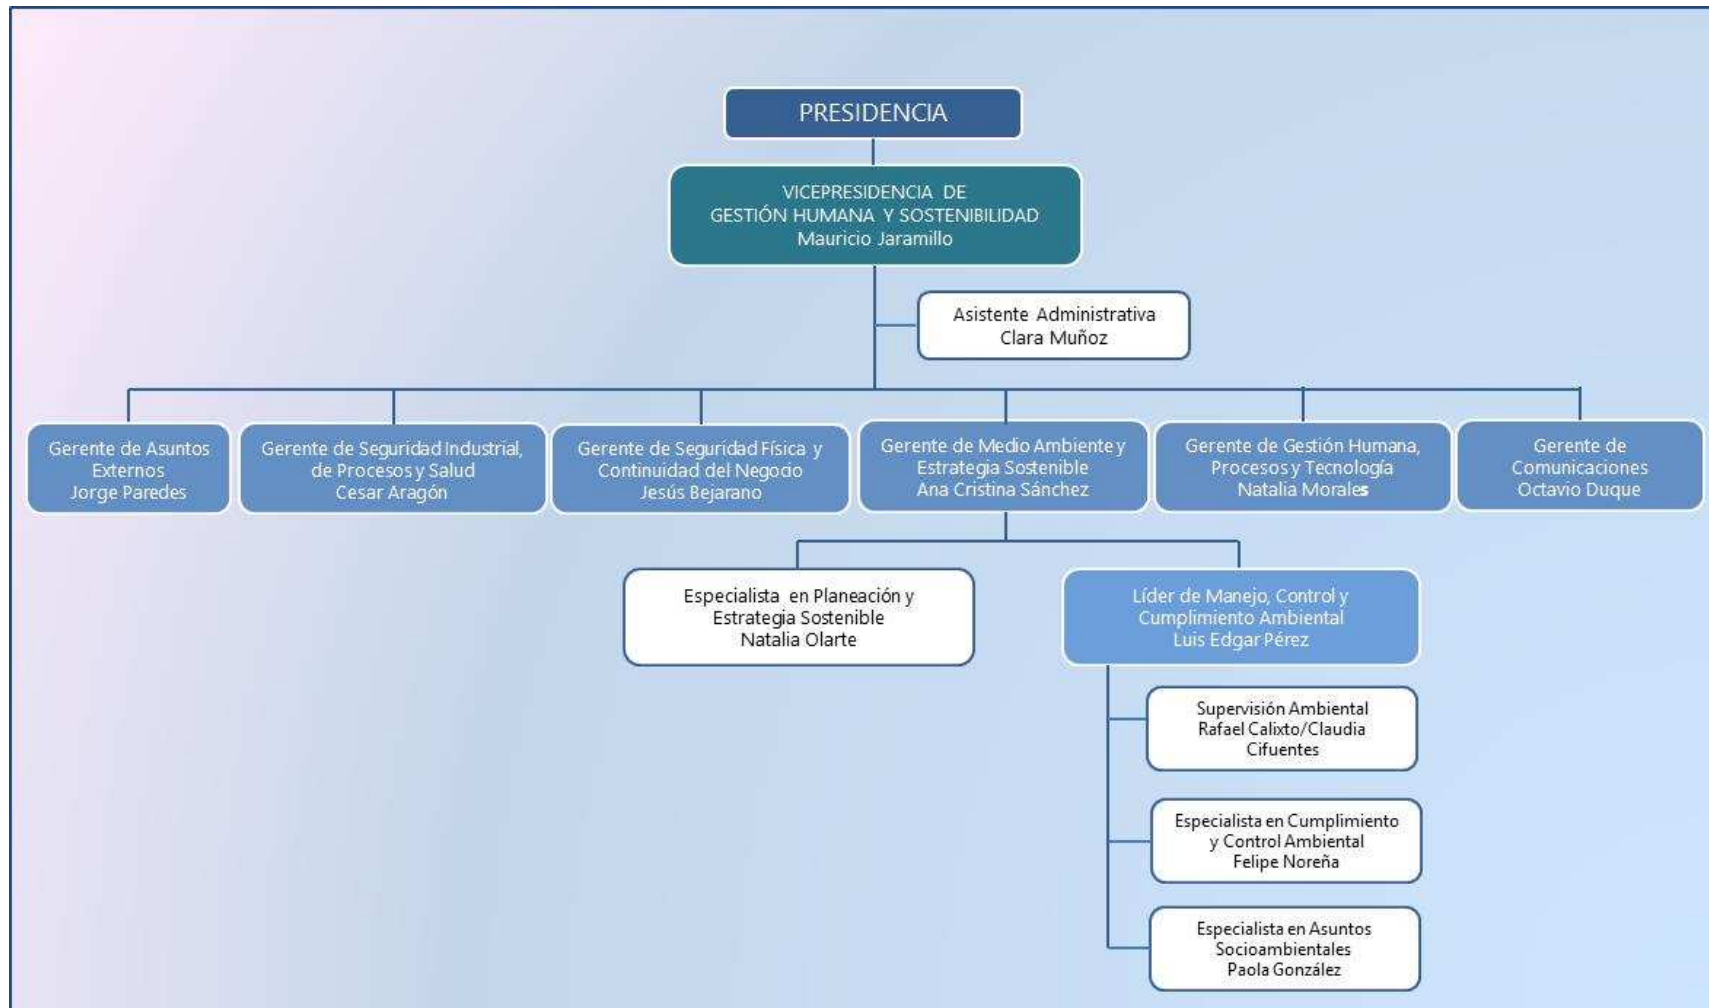 PRESIDENCIA
VICEPRESIDENCIA DE
GESTIÓN HUMANA Y SOSTENIBILIDAD
Mauricio Jaramillo
Asistente Administrativa
Clara Muñoz
Gerente de Asuntos
Externos
Jorge Paredes
Gerente de Seguridad Industrial,
de Procesos y Salud
Cesar Aragón
Gerente de Seguridad Física y
Continuidad del Negocio
Jesús Bejarano
Gerente de Medio Ambiente y
Estrategia Sostenible
Ana Cristina Sánchez
Gerente de Gestión Humana,
Procesos y Tecnología
Natalia Morales
Gerente de
Comunicaciones
Octavio Duque
Especialista en Planeación y
Estrategia Sostenible
Natalia Olarte
Líder de Manejo, Control y
Cumplimiento Ambiental
Luis Edgar Pérez
Supervisión Ambiental
Rafael Calixto/Claudia
Cifuentes
Especialista en Cumplimiento
y Control Ambiental
Felipe Noreña
Especialista en Asuntos
Socioambientales
Paola González